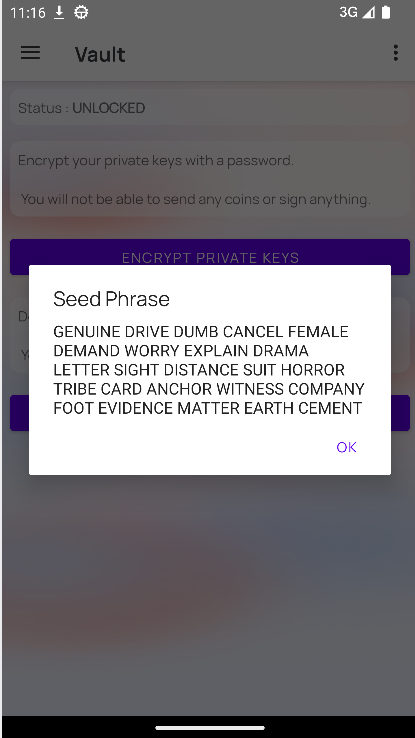 11:16
3G
Vault
Status : UNLOCKED
Encrypt your private keys with a password.
You will not be able to send any coins or sign anything.
ENCRYPT PRIVATE KEYS
Seed Phrase
GENUINE DRIVE DUMB CANCEL FEMALE
DEMAND WORRY EXPLAIN DRAMA
LETTER SIGHT DISTANCE SUIT HORROR
TRIBE CARD ANCHOR WITNESS COMPANY
FOOT EVIDENCE MATTER EARTH CEMENT
OK